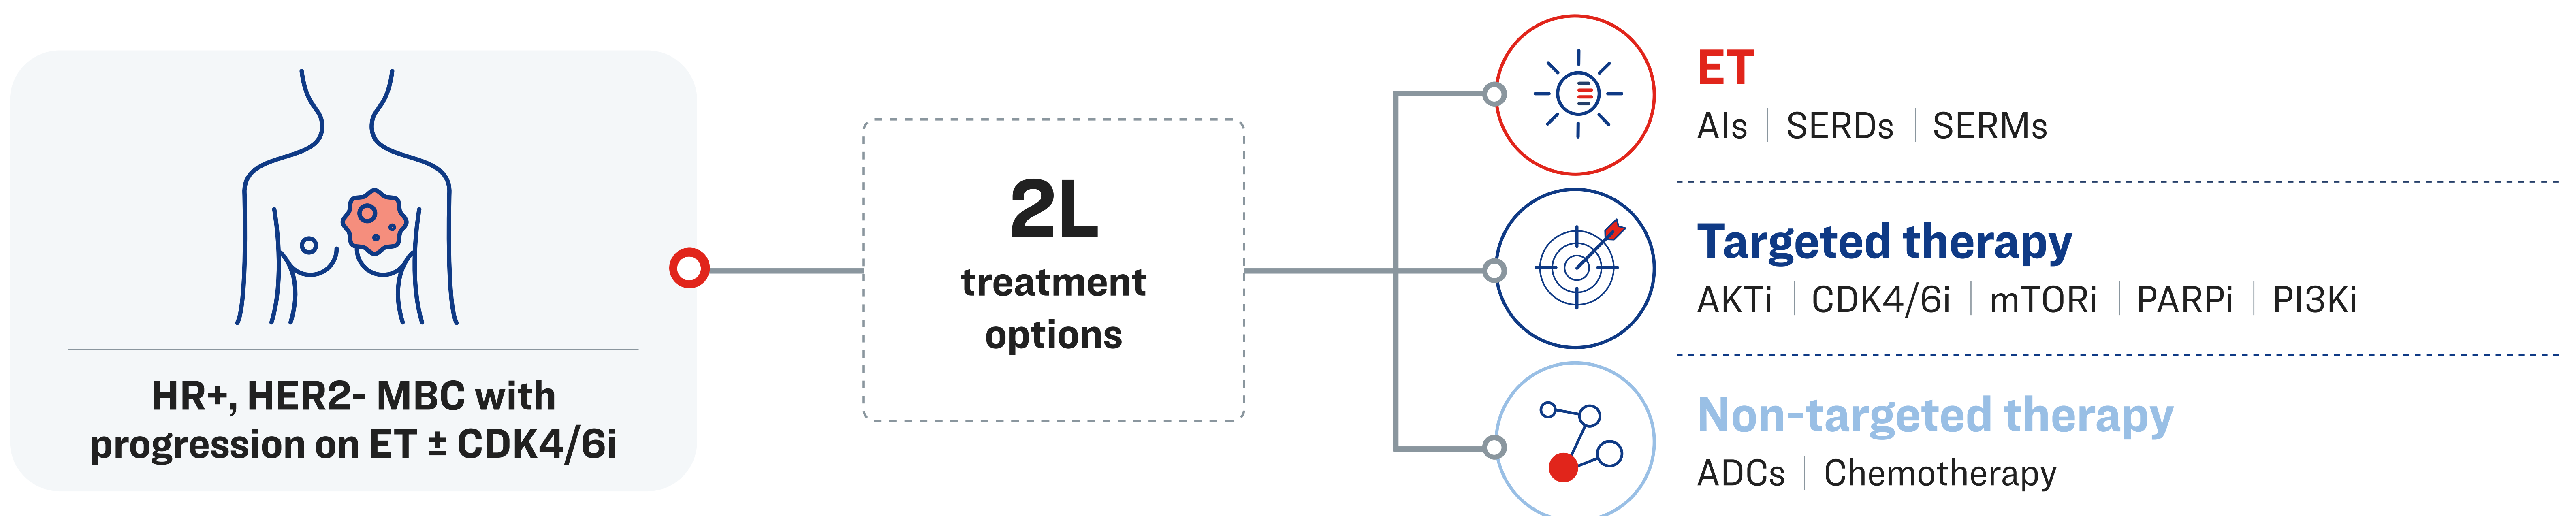 HR+, HER2- MBC with
progression on ET ± CDK4/6i
2L
treatment
options
ET
AIs | SERDs | SERMs
Targeted therapy
AKTi | CDK4/6i | mTORi | PARPi | PI3Ki
Non-targeted therapy
ADCs | Chemotherapy